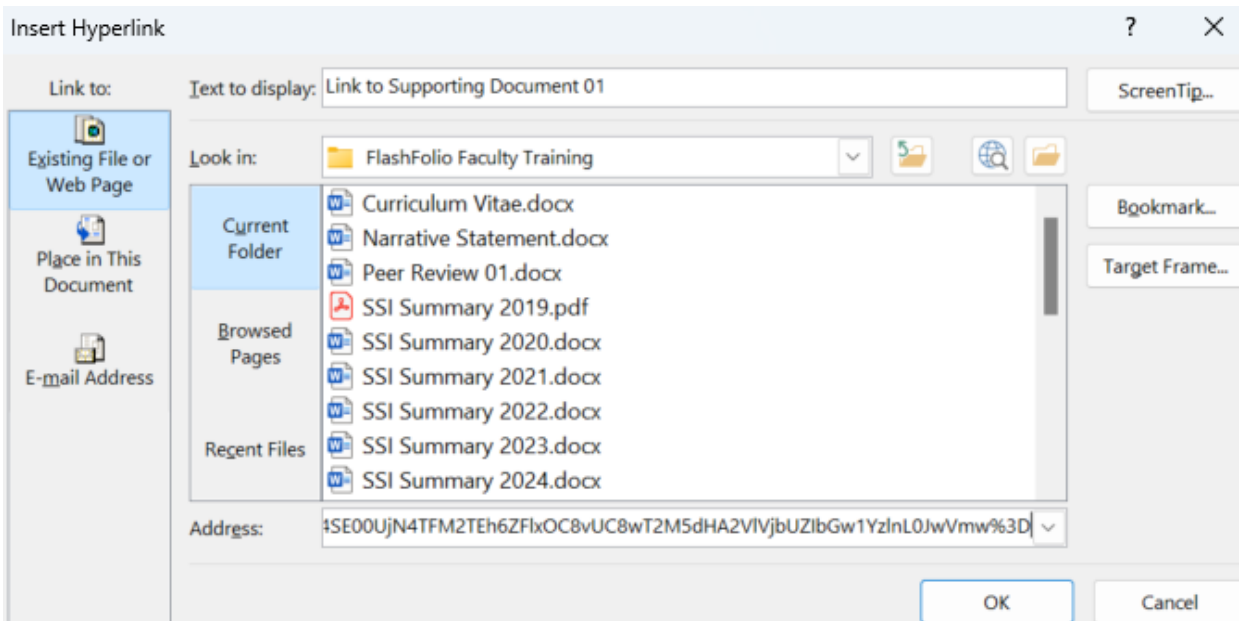 Insert Hyperlink
?
Link to:
Text to display: Link to Supporting Document 01
ScreenTip...
Existing File or
Web Page
Look in:
FlashFolio Faculty Training
Current
Folder
Curriculum Vitae.docx
Narrative Statement.docx
Peer Review 01.docx
SSI Summary 2019.pdf
SSI Summary 2020.docx
SSI Summary 2021.docx
SSI Summary 2022.docx
SSI Summary 2023.docx
SSI Summary 2024.docx
Bookmark...
Target Frame...
Place in This
Document
Browsed
Pages
E-mail Address
Recent Files
Address:
OK
Cancel